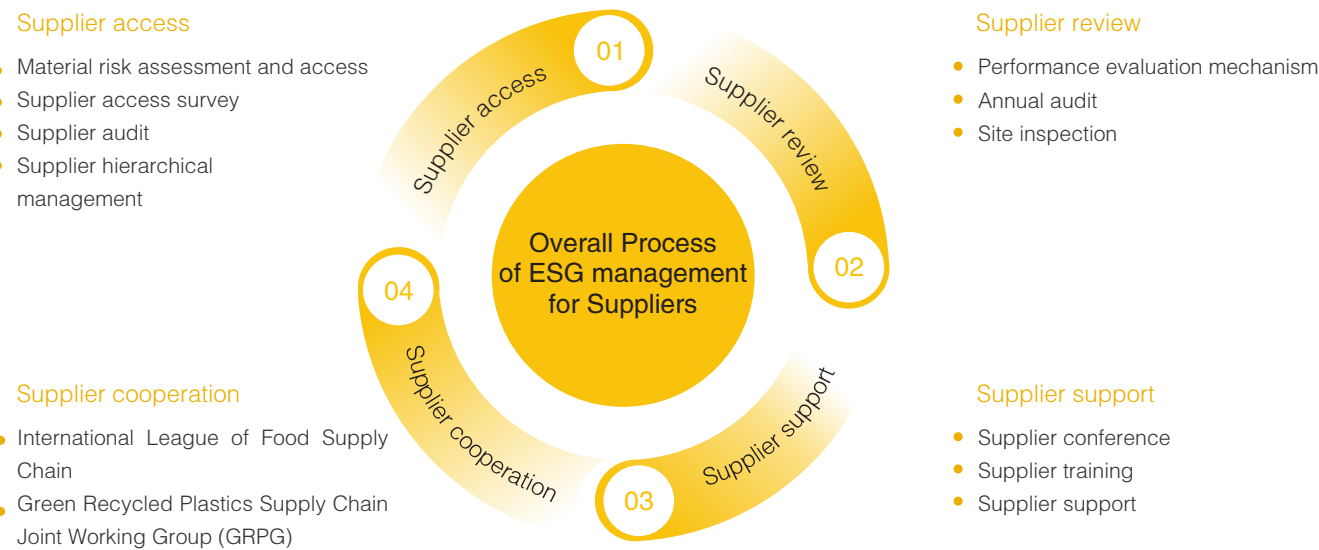 Supplier access
Material risk assessment and access
Supplier access survey
Supplier audit
Supplier hierarchical
management
01
Supplier access
Supplier review
02
Supplier review
Performance evaluation mechanism
Annual audit
Site inspection
Overall Process
of ESG management
for Suppliers
04
Supplier cooperation
Supplier support
03
Supplier cooperation
International League of Food Supply
Chain
Green Recycled Plastics Supply Chain
Joint Working Group (GRPG)
Supplier support
Supplier conference
Supplier training
Supplier support